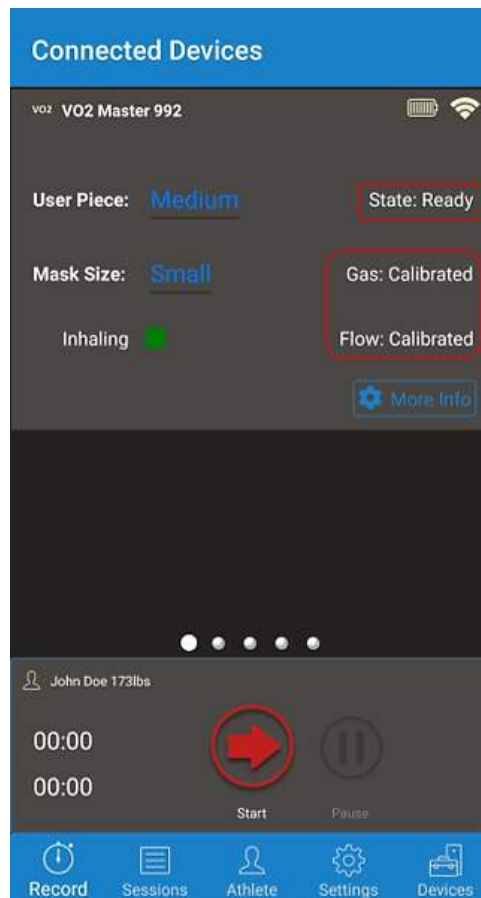 Connected Devices
VO2 VO2 Master 992
User Piece: Medium State: Ready
Mask Size: Small Gas: Calibrated
Inhaling Flow: Calibrated
More Info
John Doe 173lbs
00:00
00:00
Start Pause
Record Sessions Athlete Settings Devices